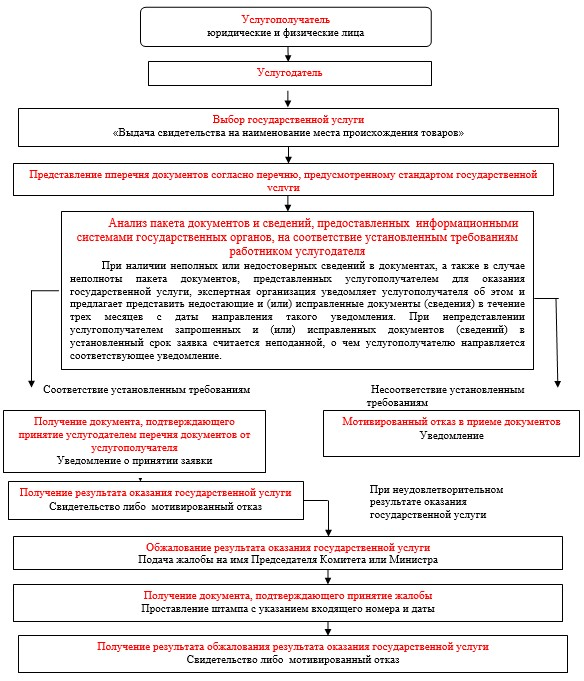 Услугополучатель
юридические и физические лица
Услугодатель
Выбор государственной услуги
«Выдача свидетельства на наименование места происхождения товаров»
Представление пперечня документов согласно перечню, предусмотренному стандартом государственной
услуги
Анализ пакета документов и сведений, предоставленных информационными
системами государственных органов, на соответствие установленным требованиям
работником услугодателя
При наличии неполных или недостоверных сведений в документах, а также в случае
неполноты пакета документов, представленных услугополучателем для оказания
государственной услуги, экспертная организация уведомляет услугополучателя об этом и
предлагает представить недостающие и (или) исправленные документы (сведения) в течение
трех месяцев с даты направления такого уведомления. При непредставлении
услугополучателем запрошенных и (или) исправленных документов (сведений) в
установленный срок заявка считается неподанной, о чем услугополучателю направляется
соответствующее уведомление.
Соответствие установленным требованиям
Несоответствие установленным
требованиям
Получение документа, подтверждающего
принятие услугодателем перечня документов от
услугополучателя
Уведомление о принятии заявки
Мотивированный отказ в приеме документов
Уведомление
Получение результата оказания государственной услуги
Свидетельство либо мотивированный отказ
При неудовлетворительном
результате оказания
государственной услуги
Обжалование результата оказания государственной услуги
Подача жалобы на имя Председателя Комитета или Министра
Получение документа, подтверждающего принятие жалобы
Проставление штампа с указанием входящего номера и даты
Получение результата обжалования результата оказания государственной услуги
Свидетельство либо мотивированный отказ